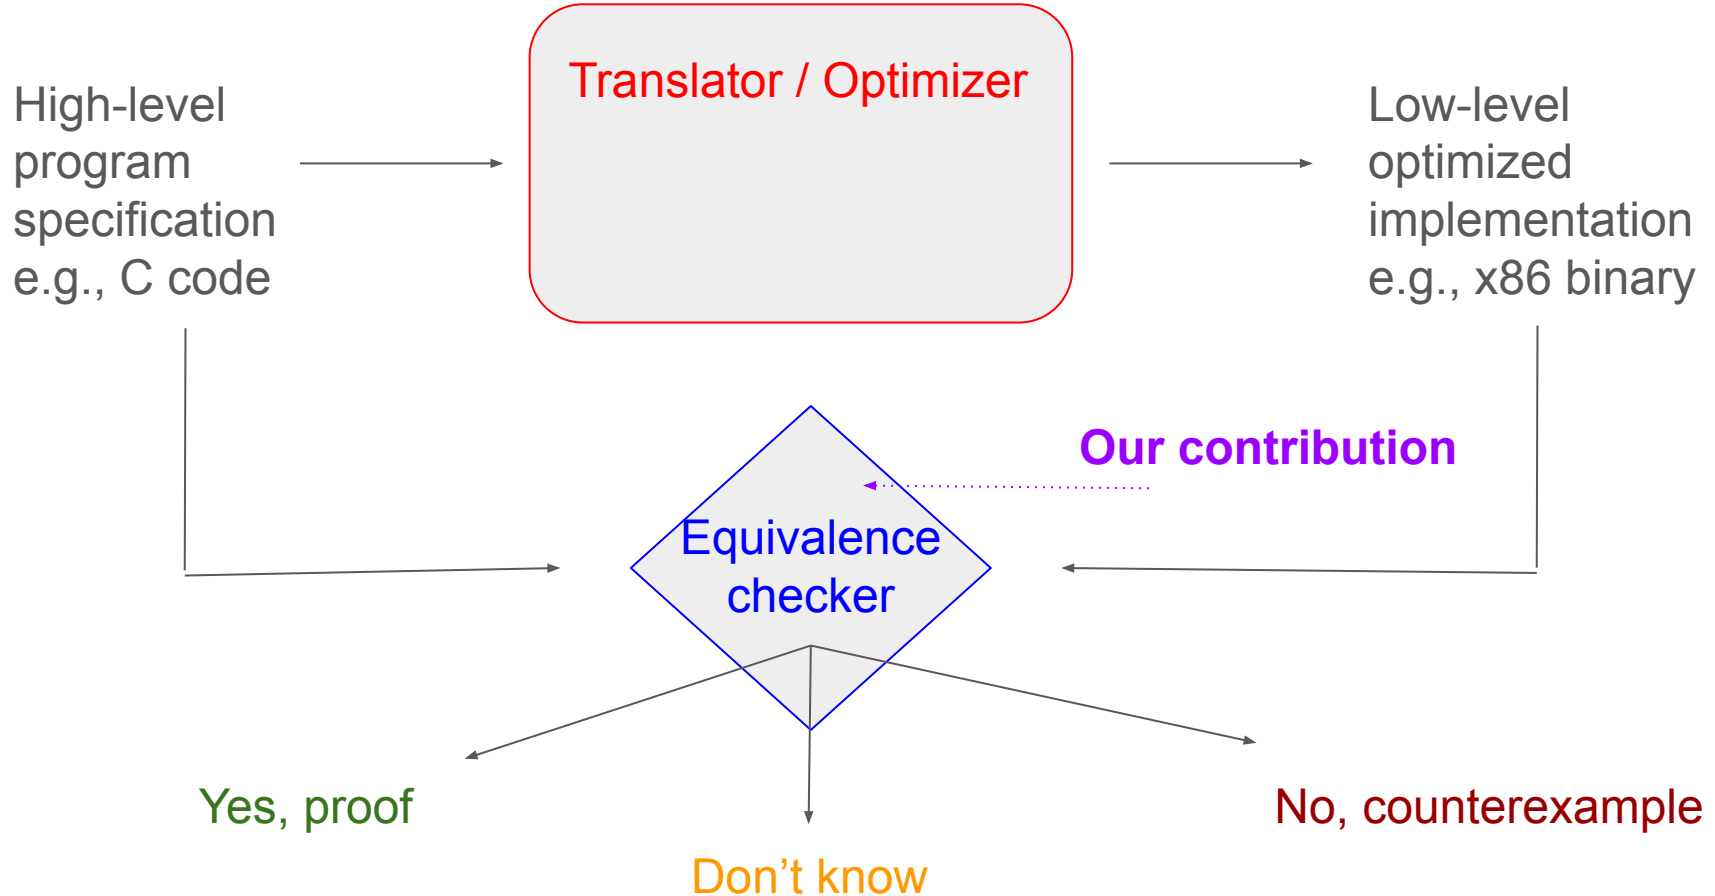 Translator / Optimizer
High-level
program
specification
e.g., C code
Low-level
optimized
implementation
e.g., x86 binary
Our contribution
Equivalence
checker
Yes, proof
No, counterexample
Don’t know